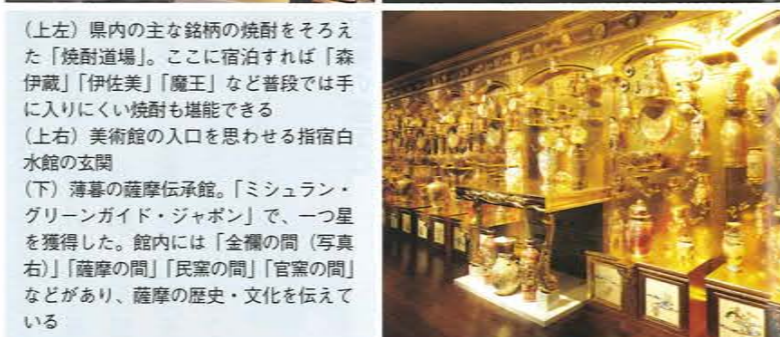 （上左）県内の主な銘柄の焼酎をそろえ
た「焼酎道場」。ここに宿泊すれば「森
伊蔵」「伊佐美」「魔王」など普段では手
に入りにくい焼酎も堪能できる
（上右）美術館の入口を思わせる指宿白
水館の玄関
（下）薄暮の薩摩伝承館。「ミシュラン・
グリーンガイド・ジャポン」で、一つ星
を獲得した。館内には「金襴の間（写真
右）」「薩摩の間」「民窯の間」「官窯の間」
などがあり、薩摩の歴史・文化を伝えて
いる